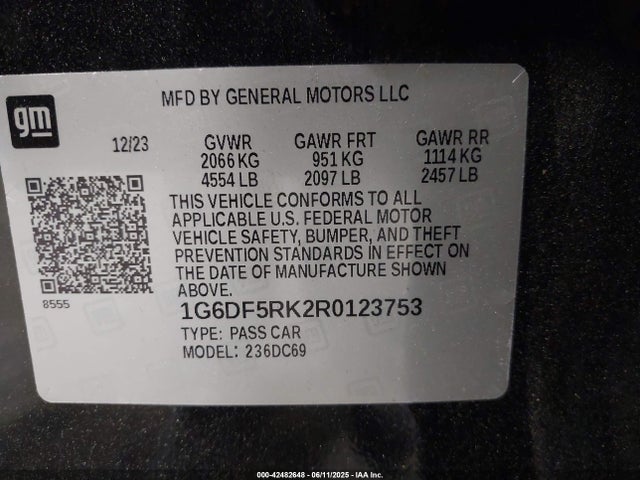 gm
MFD BY GENERAL MOTORS LLC
12/23 GVWR GAWR FRT GAWR RR
2066 KG 951 KG 1114 KG
4554 LB 2097 LB 2457 LB
THIS VEHICLE CONFORMS TO ALL
APPLICABLE U.S. FEDERAL MOTOR
VEHICLE SAFETY, BUMPER, AND THEFT
PREVENTION STANDARDS IN EFFECT ON
THE DATE OF MANUFACTURE SHOWN
ABOVE.
8555
1G6DF5RK2R0123753
TYPE: PASS CAR
MODEL: 236DC69
000-42482648 - 06/11/2025 - IAA Inc.